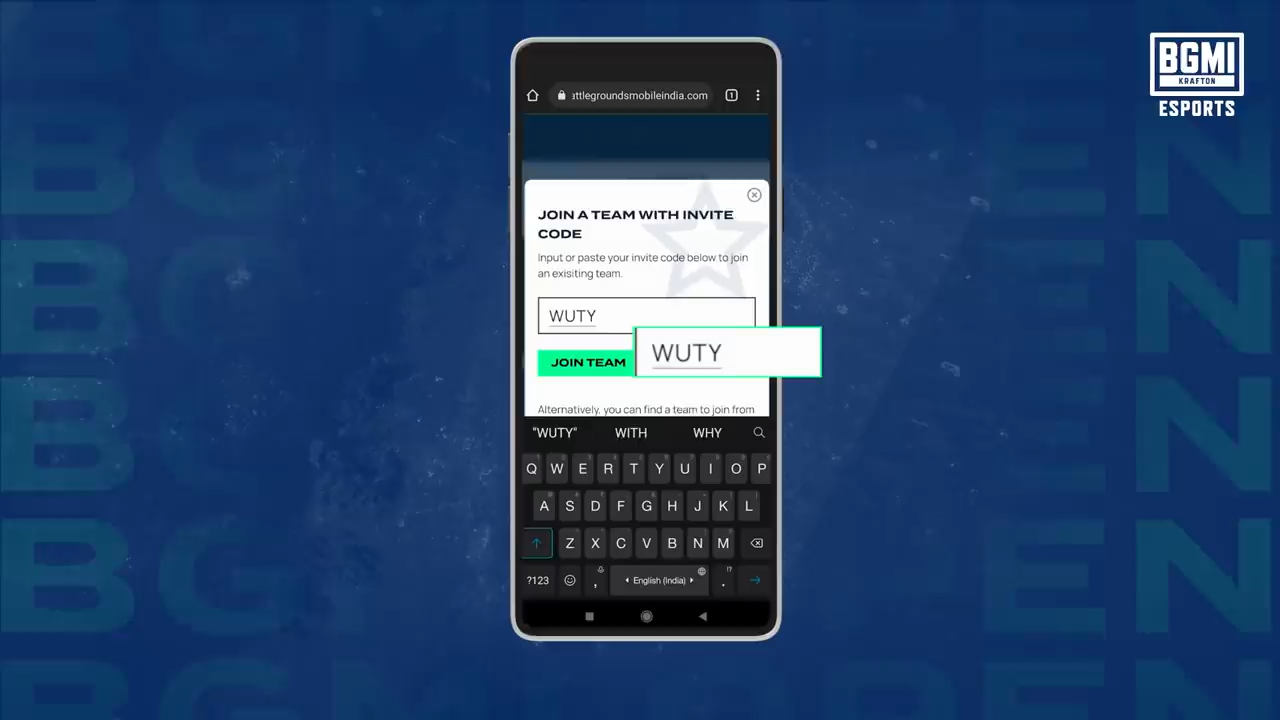 BGMI
KRAFTON
ESPORTS
attlegroundsmobileindia.com
1
JOIN A TEAM WITH INVITE
CODE
Input or paste your invite code below to join
an exisiting team.
WUTY
WUTY
JOIN TEAM
Alternatively, you can find a team to join from
"WUTY" WITH WHY
Q W E R T Y U I O P
A S D F G H J K L
Z X C V B N M
?123 , English (India) .